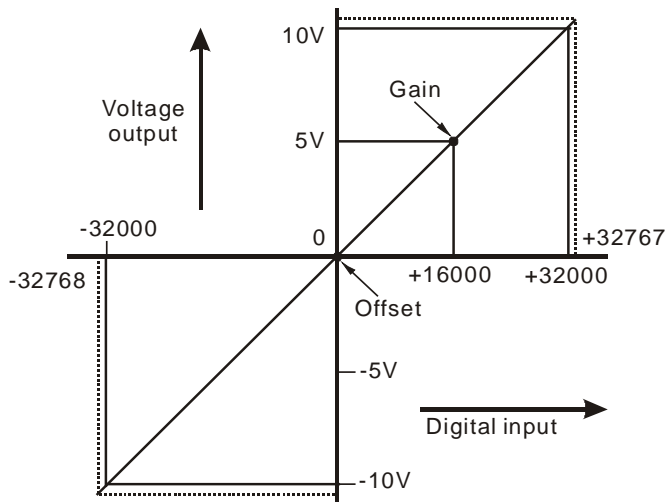 10V
Voltage
output
Gain
5V
-32000
0
+32767
-32768
+16000
+32000
Offset
-5V
Digital input
-10V